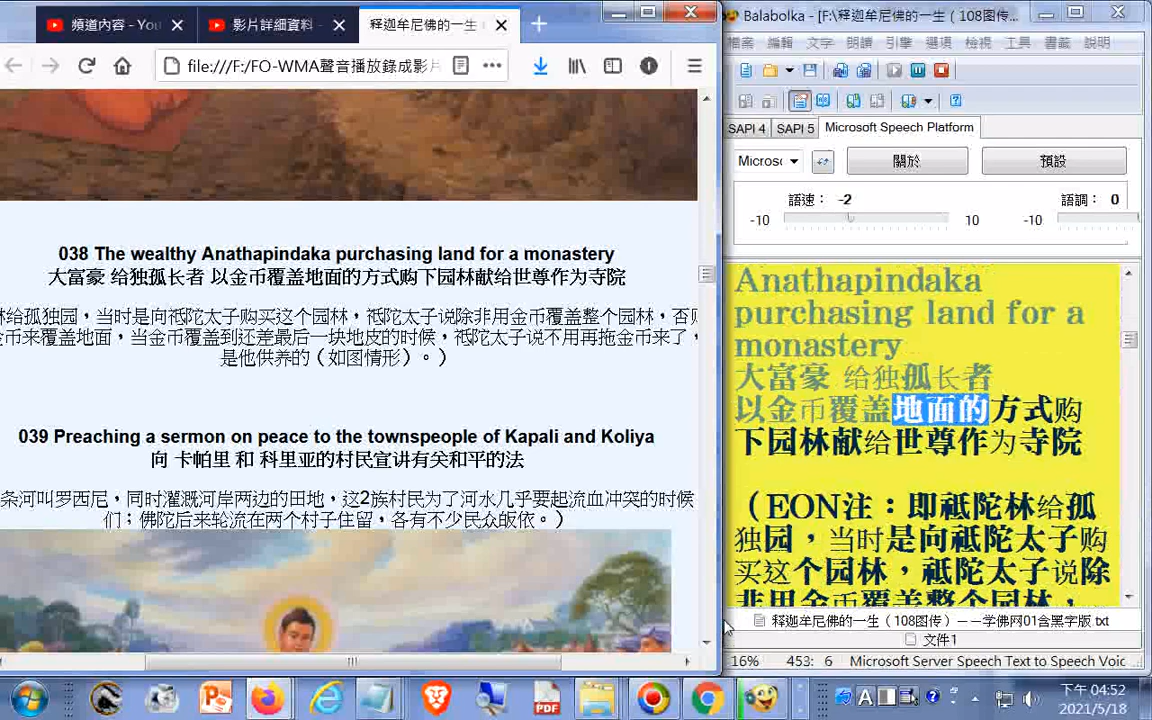 頻道內容 - You
影片詳細資料 -
释迦牟尼佛的一生（
file:///F:/FO-WMA聲音播放錄成影片
038 The wealthy Anathapindaka purchasing land for a monastery
大富豪 给独孤长者 以金币覆盖地面的方式购下园林献给世尊作为寺院
林给孤独园，当时是向祇陀太子购买这个园林，祇陀太子说除非用金币覆盖整个园林，否则
金币来覆盖地面，当金币覆盖到还差最后一块地皮的时候，祇陀太子说不用再拖金币来了，
是他供养的（如图情形）。）
039 Preaching a sermon on peace to the townspeople of Kapali and Koliya
向 卡帕里 和 科里亚的村民宣讲有关和平的法
条河叫罗西尼，同时灌溉河岸两边的田地，这2族村民为了河水几乎要起流血冲突的时候
们；佛陀后来轮流在两个村子住留，各有不少民众皈依。）
Balabolka - [F:\释迦牟尼佛的一生（108图传...
檔案 編輯 文字 朗讀 引擎 選項 檢視 工具 書籤 說明
SAPI 4 SAPI 5 Microsoft Speech Platform
Micros 關於 預設
語速： -2 語調： 0
-10 10 -10
Anathapindaka
purchasing land for a
monastery
大富豪 给独孤长者
以金币覆盖地面的方式购
下园林献给世尊作为寺院
（EON注：即祇陀林给孤
独园，当时是向祇陀太子购
买这个园林，祇陀太子说除
非用金币覆盖整个园林，
释迦牟尼佛的一生（108图传）——学佛网01含黑字版.txt
文件1
16% 453: 6 Microsoft Server Speech Text to Speech Voic
下午 04:52
2021/5/18